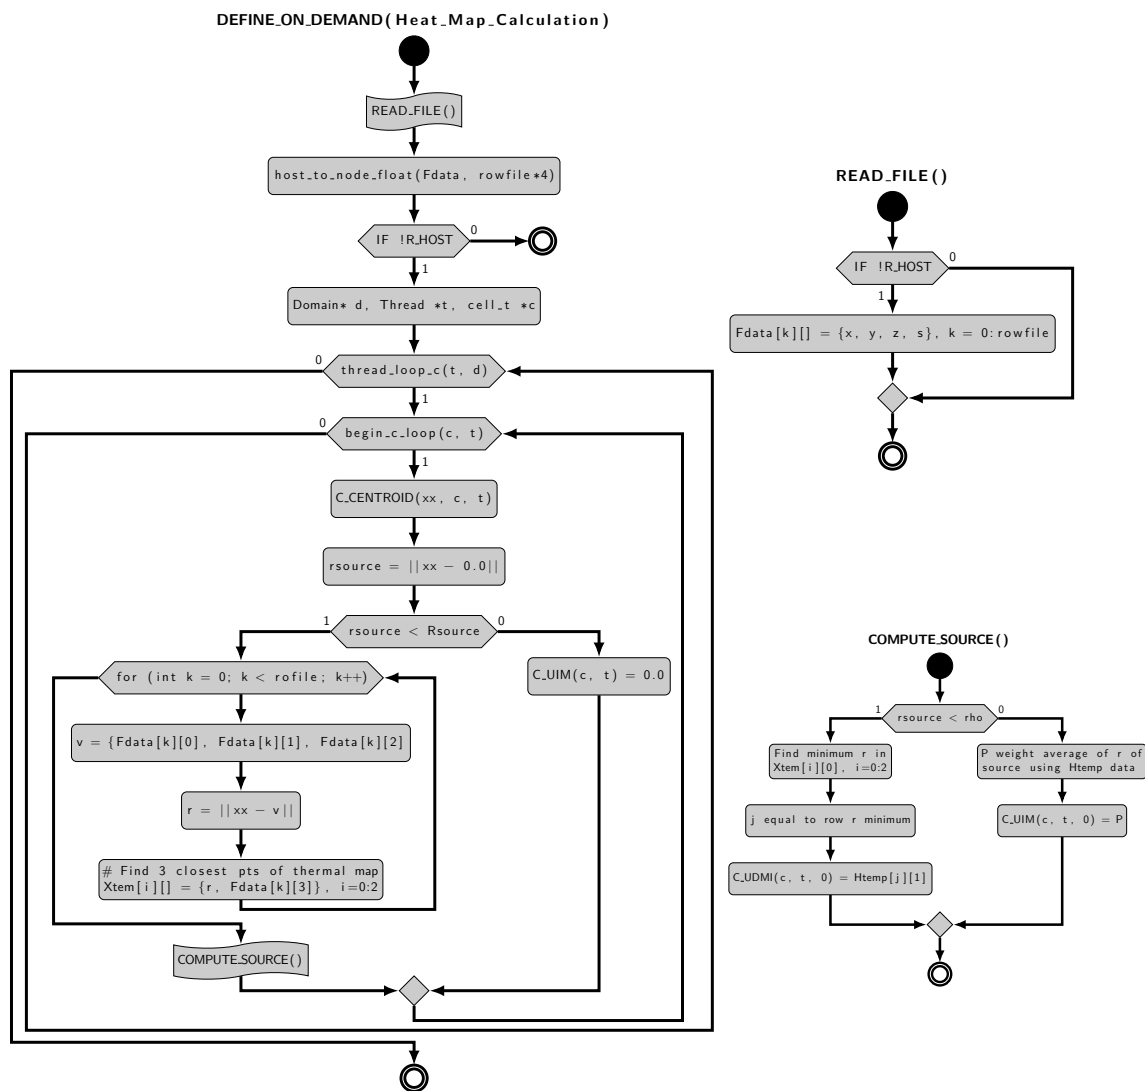 DEFINE_ON_DEMAND(Heat_Map_Calculation)
READ_FILE()
host_to_node_float(Fdata, rowfile*4)
IF !R_HOST
0
1
Domain* d, Thread *t, cell_t *c
0
thread_loop_c(t, d)
1
0
begin_c_loop(c, t)
1
C_CENTROID(xx, c, t)
rsource = ||xx − 0.0||
1
rsource < Rsource
0
for (int k = 0; k < rofile; k++)
C_UIM(c, t) = 0.0
v = {Fdata[k][0], Fdata[k][1], Fdata[k][2]
r = ||xx − v||
# Find 3 closest pts of thermal map
Xtem[i][] = {r, Fdata[k][3]}, i=0:2
COMPUTE_SOURCE()
READ_FILE()
IF !R_HOST
0
1
Fdata[k][] = {x, y, z, s}, k = 0:rowfile
COMPUTE_SOURCE()
1
rsource < rho
0
Find minimum r in
Xtem[i][0], i=0:2
P weight average of r of
source using Htemp data
j equal to row r minimum
C_UIM(c, t, 0) = P
C_UDMI(c, t, 0) = Htemp[j][1]